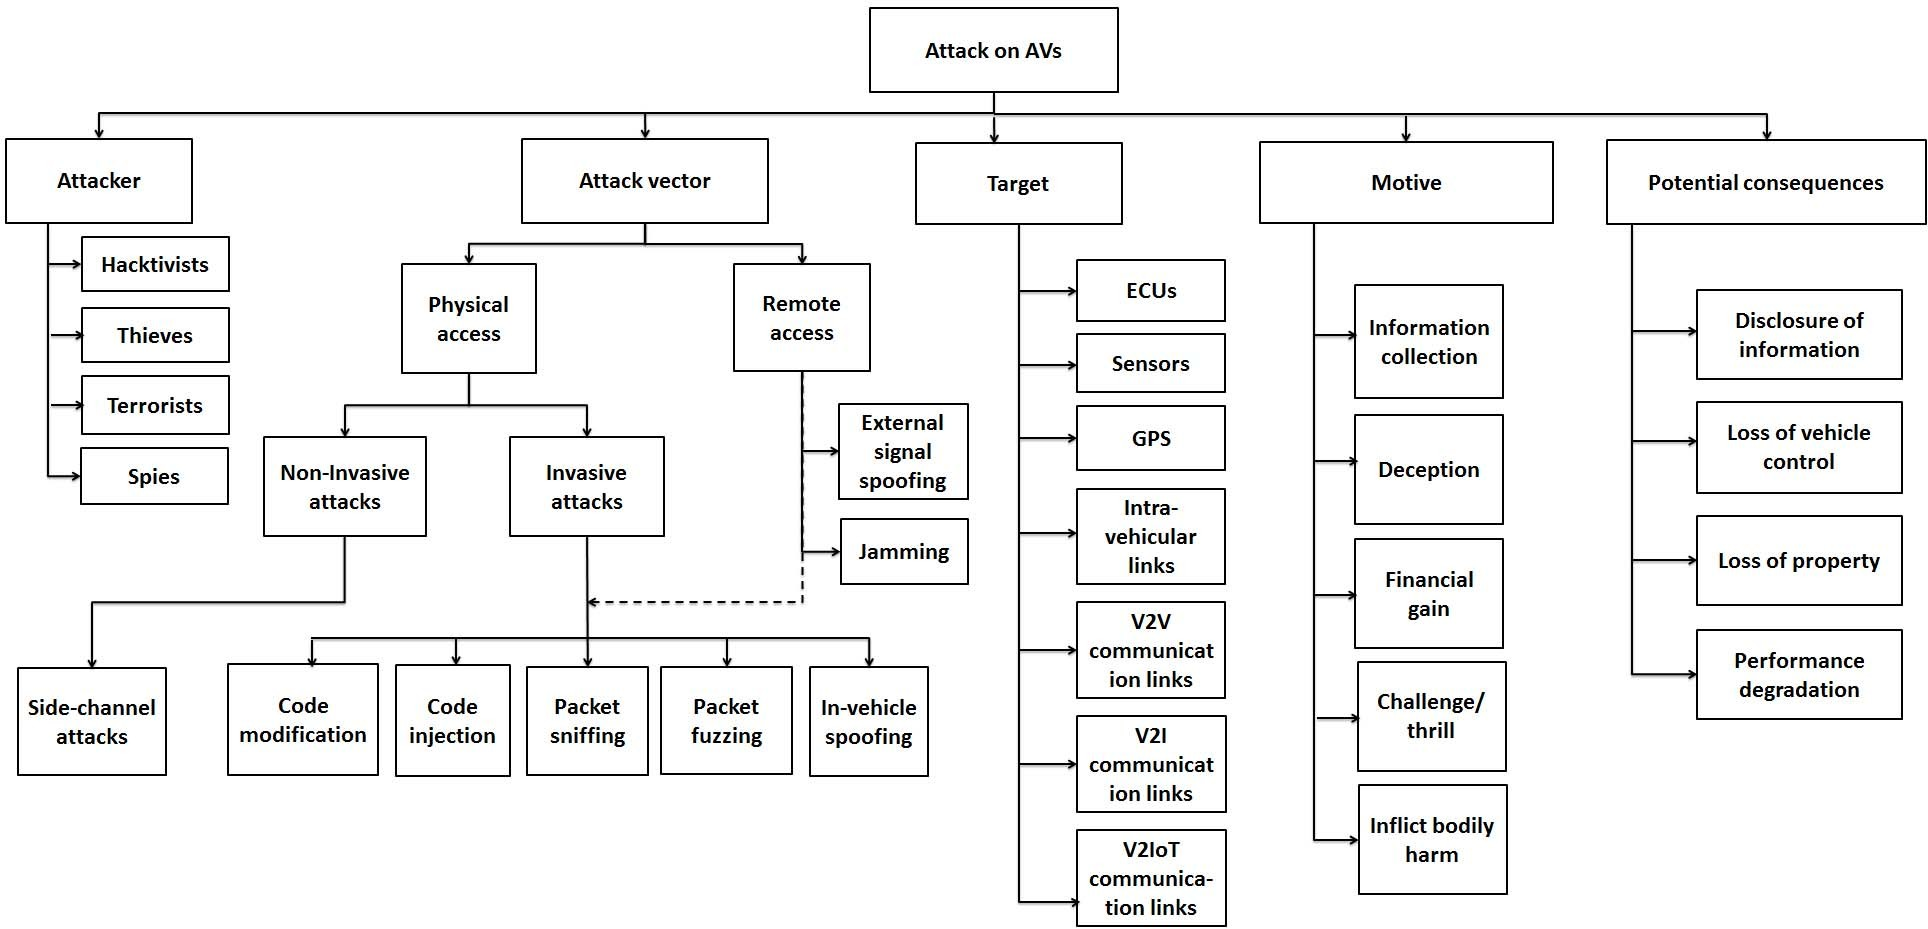 Attack on AVs
Attacker
Hacktivists
Thieves
Terrorists
Spies
Attack vector
Physical
access
Non-Invasive
attacks
Side-channel
attacks
Invasive
attacks
Code
modification
Code
injection
Packet
sniffing
Packet
fuzzing
In-vehicle
spoofing
Remote
access
External
signal
spoofing
Jamming
Target
ECUs
Sensors
GPS
Intra-
vehicular
links
V2V
communicat
ion links
V2I
communicat
ion links
V2IoT
communica-
tion links
Motive
Information
collection
Deception
Financial
gain
Challenge/
thrill
Inflict bodily
harm
Potential consequences
Disclosure of
information
Loss of vehicle
control
Loss of property
Performance
degradation